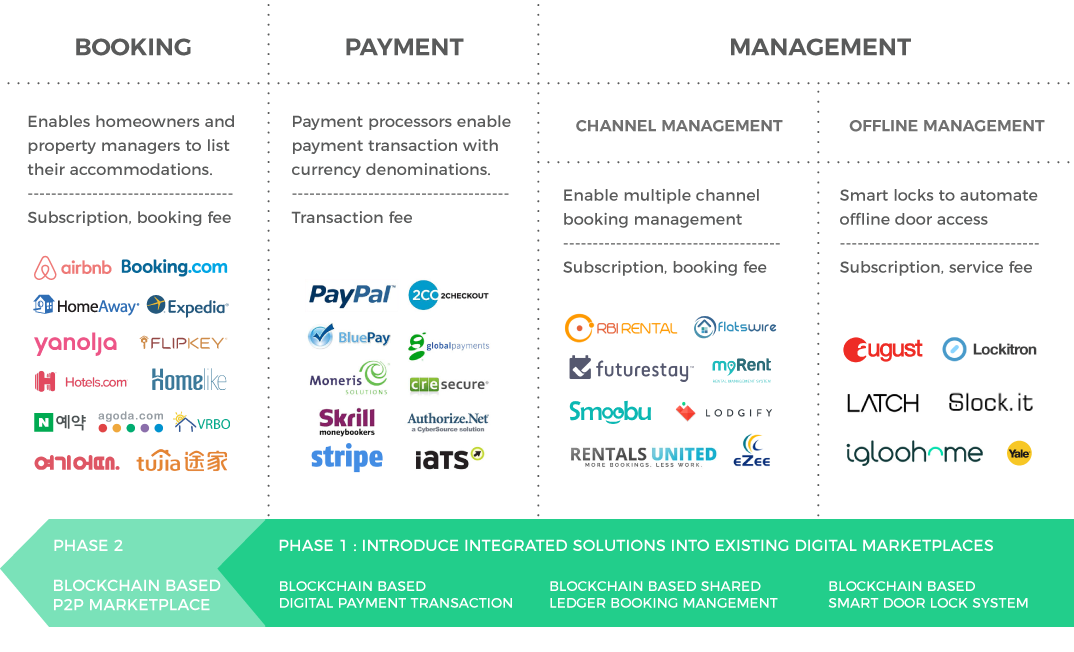 BOOKING
Enables homeowners and
property managers to list
their accommodations.
Subscription, booking fee
airbnb
Booking.com
HomeAway
Expedia
yanolja
FLIPKEY
Hotels.com
Homelike
N 예약
agoda.com
VRBO
여기어때.
tujia 途家
PAYMENT
Payment processors enable
payment transaction with
currency denominations.
Transaction fee
PayPal™
2CO 2CHECKOUT
BluePay
globalpayments
Moneris
SOLUTIONS
cresecure
Skrill
moneybookers
Authorize.Net
a CyberSource solution
stripe
iATS
MANAGEMENT
CHANNEL MANAGEMENT
Enable multiple channel
booking management
Subscription, booking fee
RBI RENTAL
flatswire
futurestay™
myRent
RENTAL MANAGEMENT SYSTEM
Smoobu
LODGIFY
RENTALS UNITED
MORE BOOKINGS. LESS WORK.
eZee
OFFLINE MANAGEMENT
Smart locks to automate
offline door access
Subscription, service fee
august
Lockitron
LATCH
Slock.it
igloohome
Yale
PHASE 2
BLOCKCHAIN BASED
P2P MARKETPLACE
PHASE 1 : INTRODUCE INTEGRATED SOLUTIONS INTO EXISTING DIGITAL MARKETPLACES
BLOCKCHAIN BASED
DIGITAL PAYMENT TRANSACTION
BLOCKCHAIN BASED SHARED
LEDGER BOOKING MANGEMENT
BLOCKCHAIN BASED
SMART DOOR LOCK SYSTEM